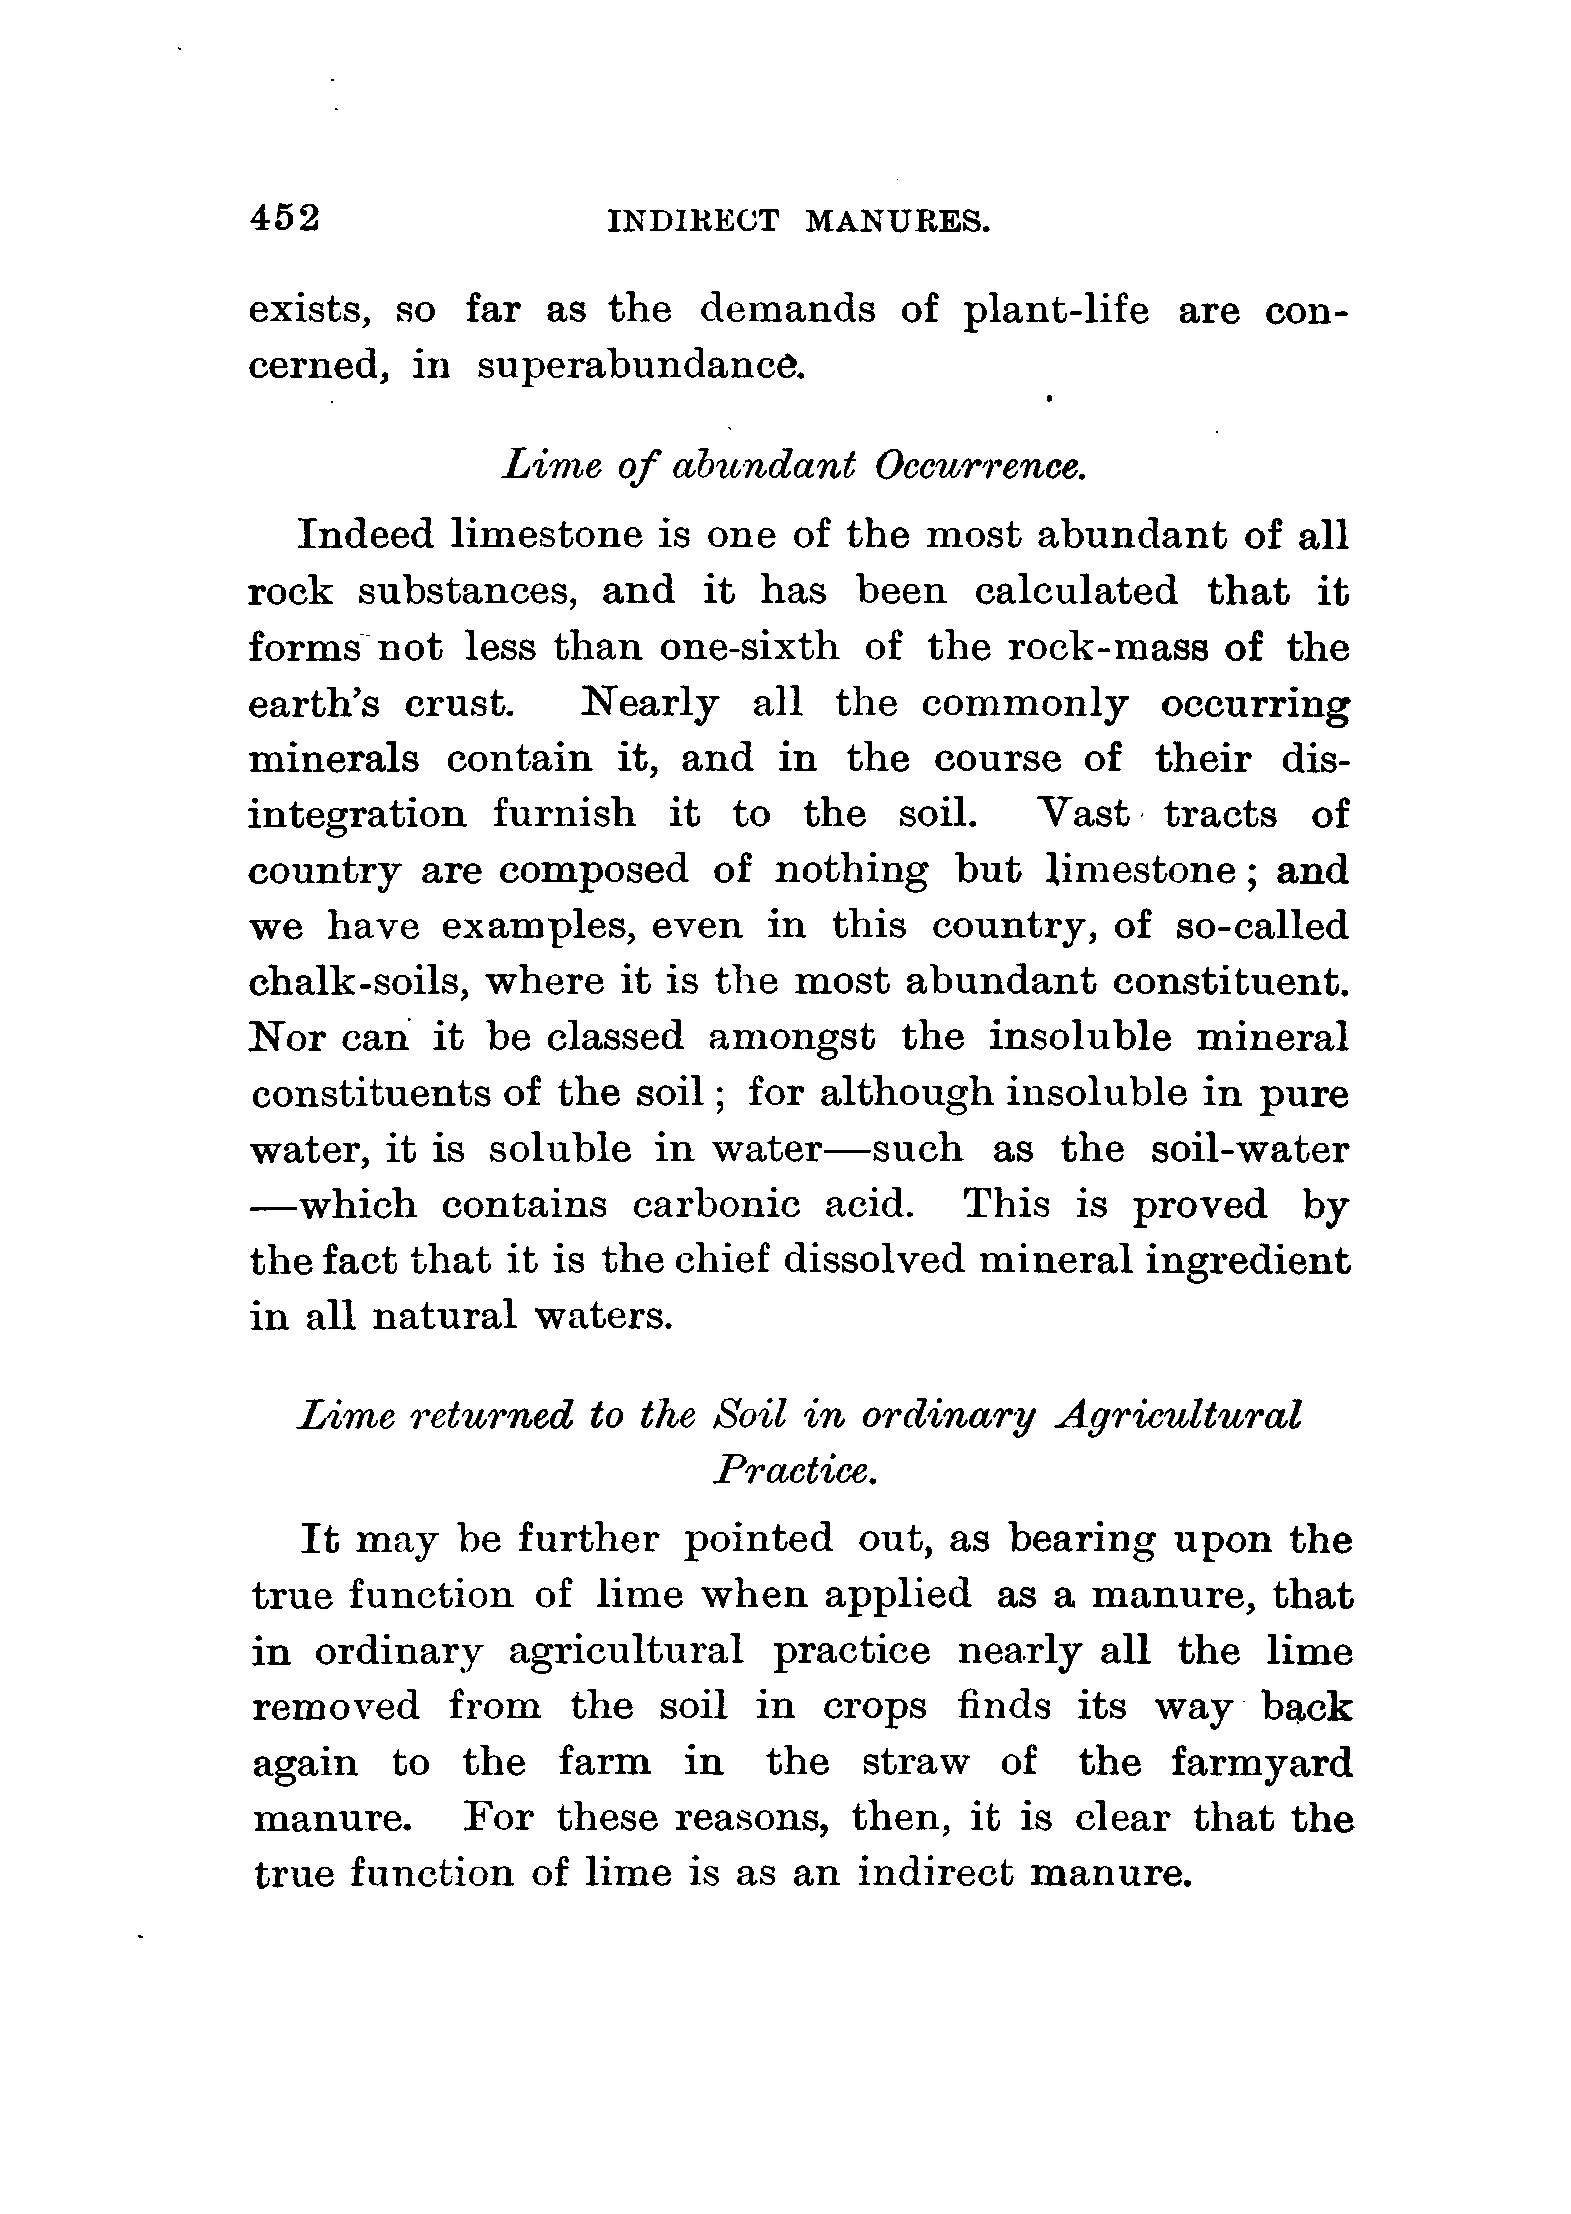 452 INDIRECT MANURES.
exists, so far as the demands of plant-life are con-
cerned, in superabundance.
Lime of abundant Occurrence.
Indeed limestone is one of the most abundant of all
rock substances, and it has been calculated that it
forms not less than one-sixth of the rock-mass of the
earth's crust. Nearly all the commonly occurring
minerals contain it, and in the course of their dis-
integration furnish it to the soil. Vast tracts of
country are composed of nothing but limestone; and
we have examples, even in this country, of so-called
chalk-soils, where it is the most abundant constituent.
Nor can it be classed amongst the insoluble mineral
constituents of the soil; for although insoluble in pure
water, it is soluble in water—such as the soil-water
—which contains carbonic acid. This is proved by
the fact that it is the chief dissolved mineral ingredient
in all natural waters.
Lime returned to the Soil in ordinary Agricultural
Practice.
It may be further pointed out, as bearing upon the
true function of lime when applied as a manure, that
in ordinary agricultural practice nearly all the lime
removed from the soil in crops finds its way back
again to the farm in the straw of the farmyard
manure. For these reasons, then, it is clear that the
true function of lime is as an indirect manure.